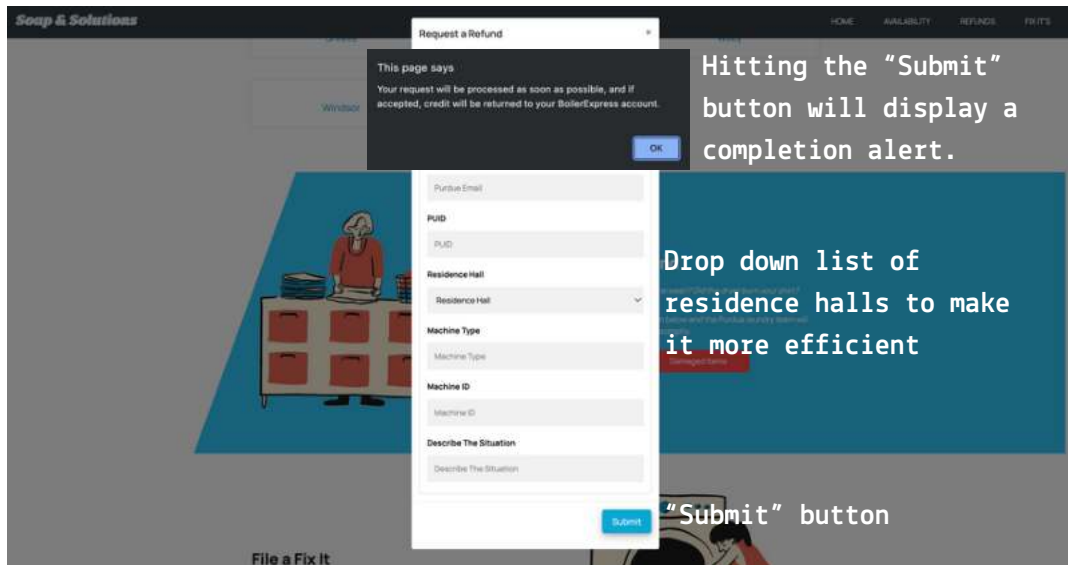 Soap & Solutions
HOME AVAILABILITY REFUNDS FIX IT'S
Request a Refund ×
This page says
Your request will be processed as soon as possible, and if
accepted, credit will be returned to your BoilerExpress account.
OK
Hitting the “Submit”
button will display a
completion alert.
Windsor
Purdue Email
PUID
PUID
Residence Hall
Residence Hall
Drop down list of
residence halls to make
it more efficient
Machine Type
Machine Type
Damaged Items
Machine ID
Machine ID
Describe The Situation
Describe The Situation
Submit
“Submit” button
File a Fix It